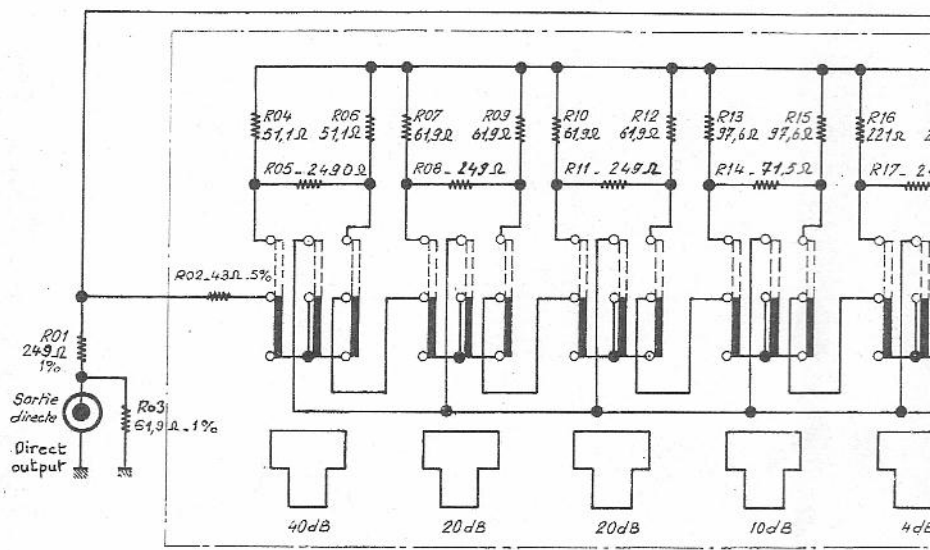 R04
51,1Ω
R06
51,1Ω
R07
61,9Ω
R09
61,9Ω
R10
61,9Ω
R12
61,9Ω
R13
97,6Ω
R15
97,6Ω
R16
221Ω
R05_2490Ω
R08_249Ω
R11_249Ω
R14_71,5Ω
R17_
R02_43Ω_5%
R01
249Ω
1%
Sortie
directe
R03
61,9Ω_1%
Direct
output
40dB
20dB
20dB
10dB
4dB